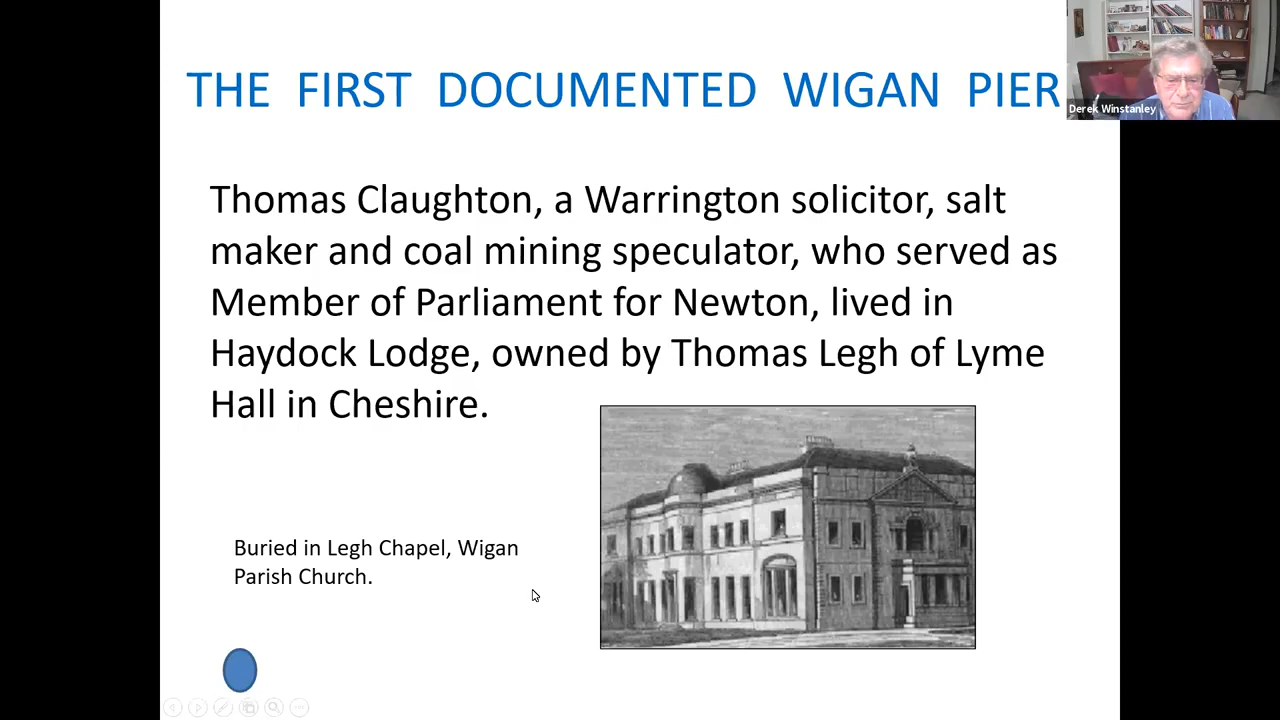 THE FIRST DOCUMENTED WIGAN PIER
Derek Winstanley
Thomas Claughton, a Warrington solicitor, salt
maker and coal mining speculator, who served as
Member of Parliament for Newton, lived in
Haydock Lodge, owned by Thomas Legh of Lyme
Hall in Cheshire.
Buried in Legh Chapel, Wigan
Parish Church.